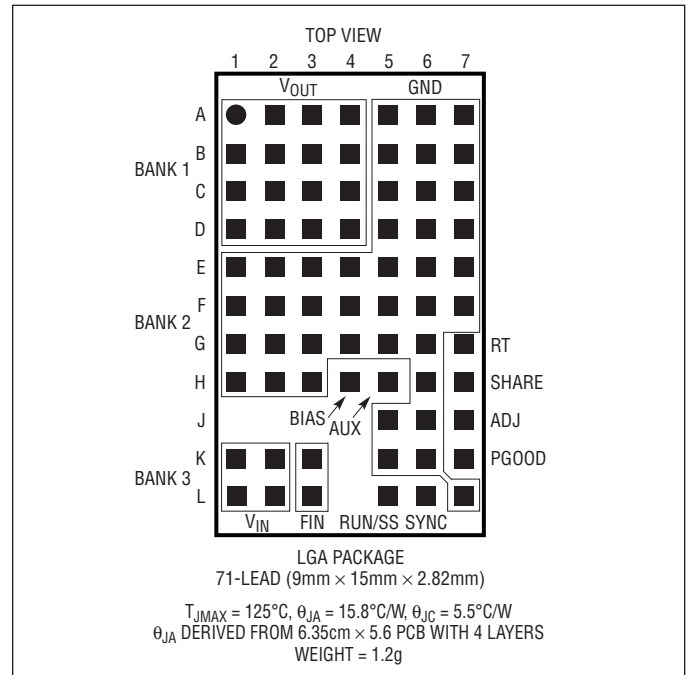 TOP VIEW
1 2 3 4 5 6 7
VOUT GND
A
B
BANK 1
C
D
E
F
BANK 2
G RT
H SHARE
BIAS AUX
J ADJ
K PGOOD
BANK 3
L
VIN FIN RUN/SS SYNC
LGA PACKAGE
71-LEAD (9mm × 15mm × 2.82mm)
TJMAX = 125°C, θJA = 15.8°C/W, θJC = 5.5°C/W
θJA DERIVED FROM 6.35cm × 5.6 PCB WITH 4 LAYERS
WEIGHT = 1.2g